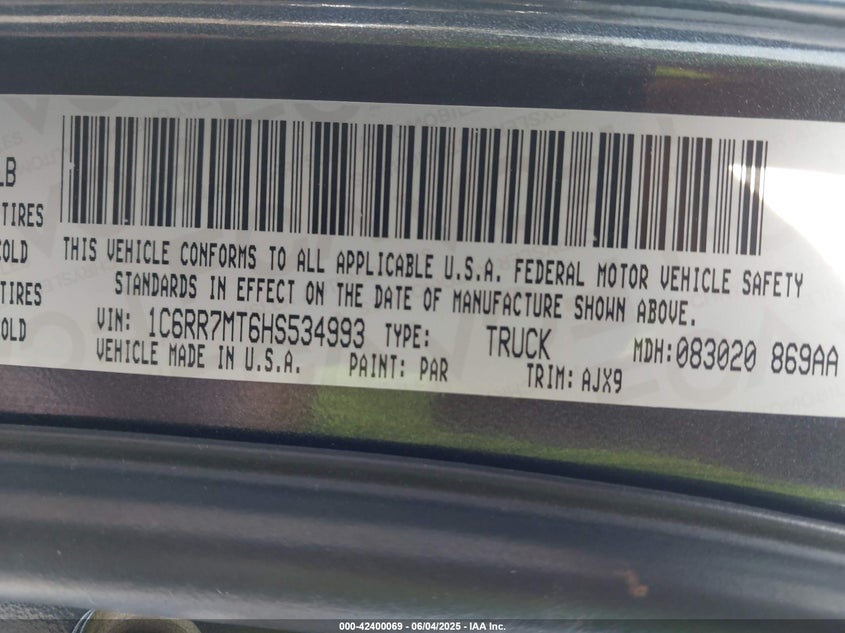 LB
TIRES
COLD
TIRES
COLD
THIS VEHICLE CONFORMS TO ALL APPLICABLE U.S.A. FEDERAL MOTOR VEHICLE SAFETY
STANDARDS IN EFFECT ON THE DATE OF MANUFACTURE SHOWN ABOVE.
VIN: 1C6RR7MT6HS534993 TYPE: TRUCK MDH:083020 869AA
VEHICLE MADE IN U.S.A. PAINT: PAR TRIM: AJX9
000-42400069 - 06/04/2025 - IAA Inc.